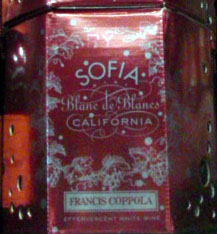 SOFIA
Blanc de Blancs
CALIFORNIA
FRANCIS COPPOLA
EFFERVESCENT WHITE WINE